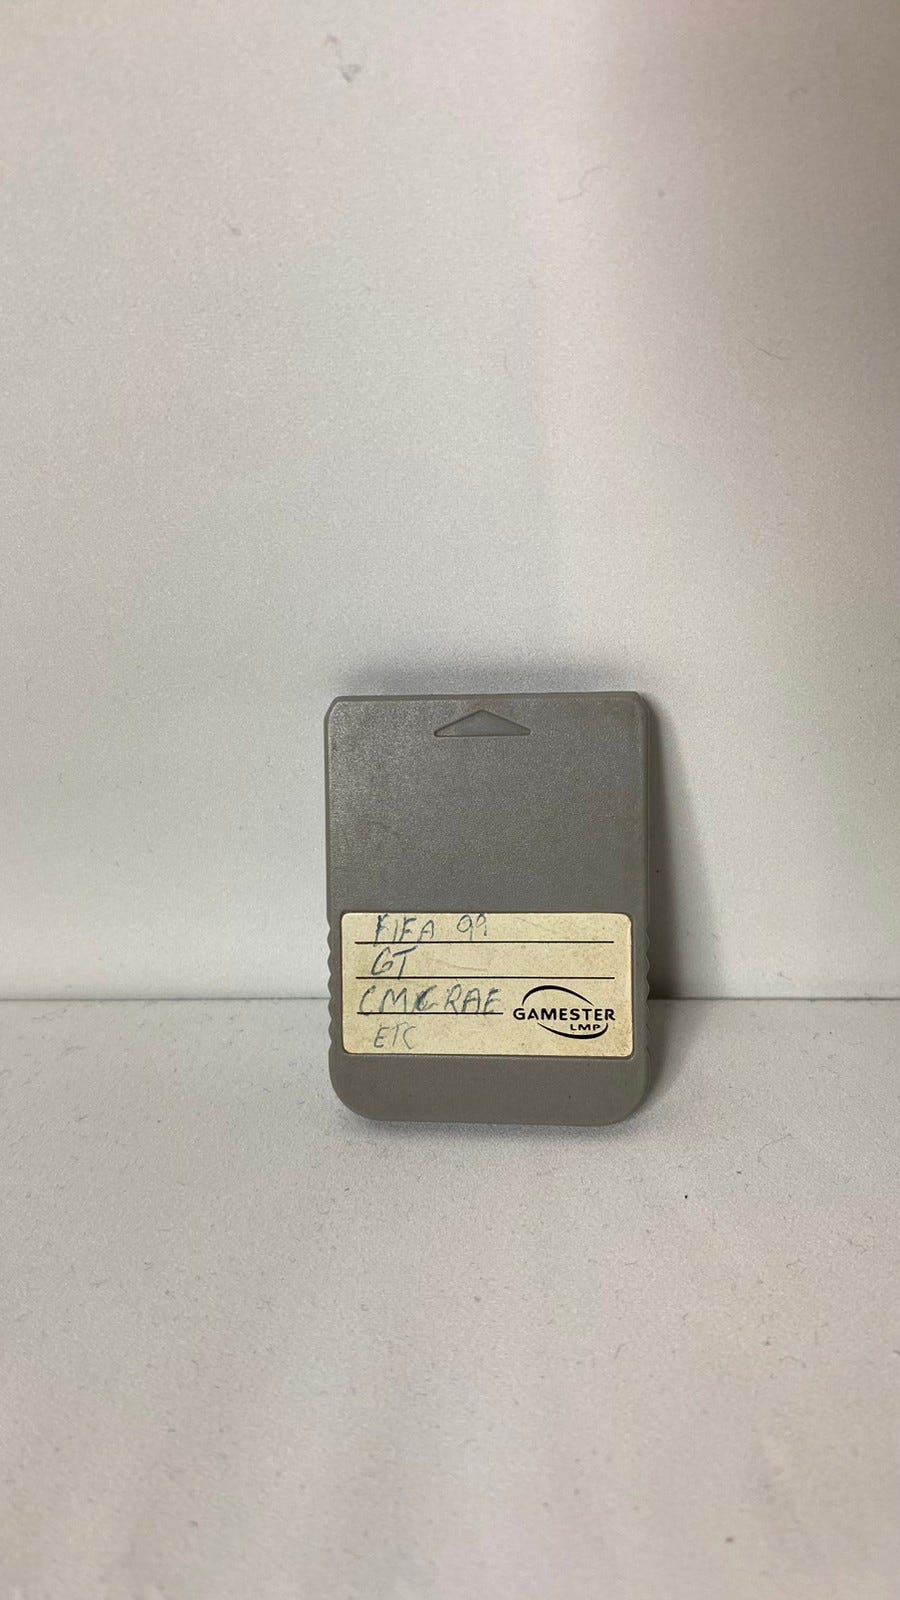 FIFA 99
GT
CMCRAE
ETC
GAMESTER
LMP